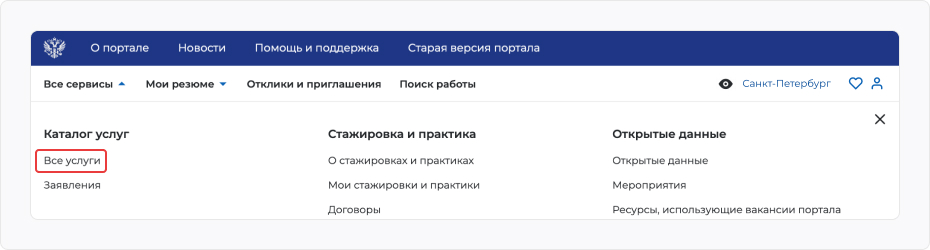 О портале Новости Помощь и поддержка Старая версия портала
Все сервисы Мои резюме Отклики и приглашения Поиск работы Санкт-Петербург
Каталог услуг Стажировка и практика Открытые данные
Все услуги О стажировках и практиках Открытые данные
Заявления Мои стажировки и практики Мероприятия
Договоры Ресурсы, использующие вакансии портала